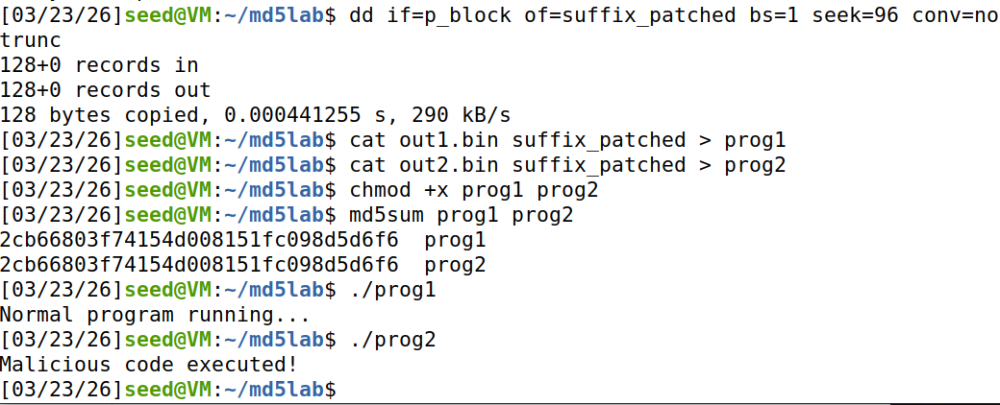 [03/23/26]seed@VM:~/md5lab$ dd if=p_block of=suffix_patched bs=1 seek=96 conv=no
trunc
128+0 records in
128+0 records out
128 bytes copied, 0.000441255 s, 290 kB/s
[03/23/26]seed@VM:~/md5lab$ cat out1.bin suffix_patched > prog1
[03/23/26]seed@VM:~/md5lab$ cat out2.bin suffix_patched > prog2
[03/23/26]seed@VM:~/md5lab$ chmod +x prog1 prog2
[03/23/26]seed@VM:~/md5lab$ md5sum prog1 prog2
2cb66803f74154d008151fc098d5d6f6  prog1
2cb66803f74154d008151fc098d5d6f6  prog2
[03/23/26]seed@VM:~/md5lab$ ./prog1
Normal program running...
[03/23/26]seed@VM:~/md5lab$ ./prog2
Malicious code executed!
[03/23/26]seed@VM:~/md5lab$